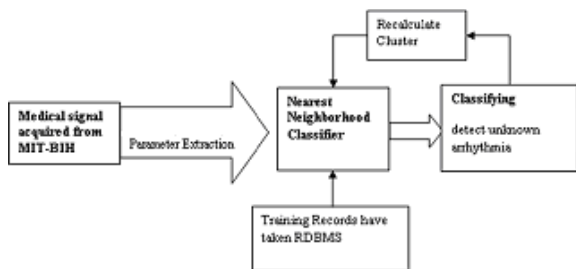 Recalculate
Cluster
Medical signal
acquired from
MIT-BIH
Parameter Extraction
Nearest
Neighborhood
Classifier
Classifying
detect unknown
arrhythmia
Training Records have
taken RDBMS